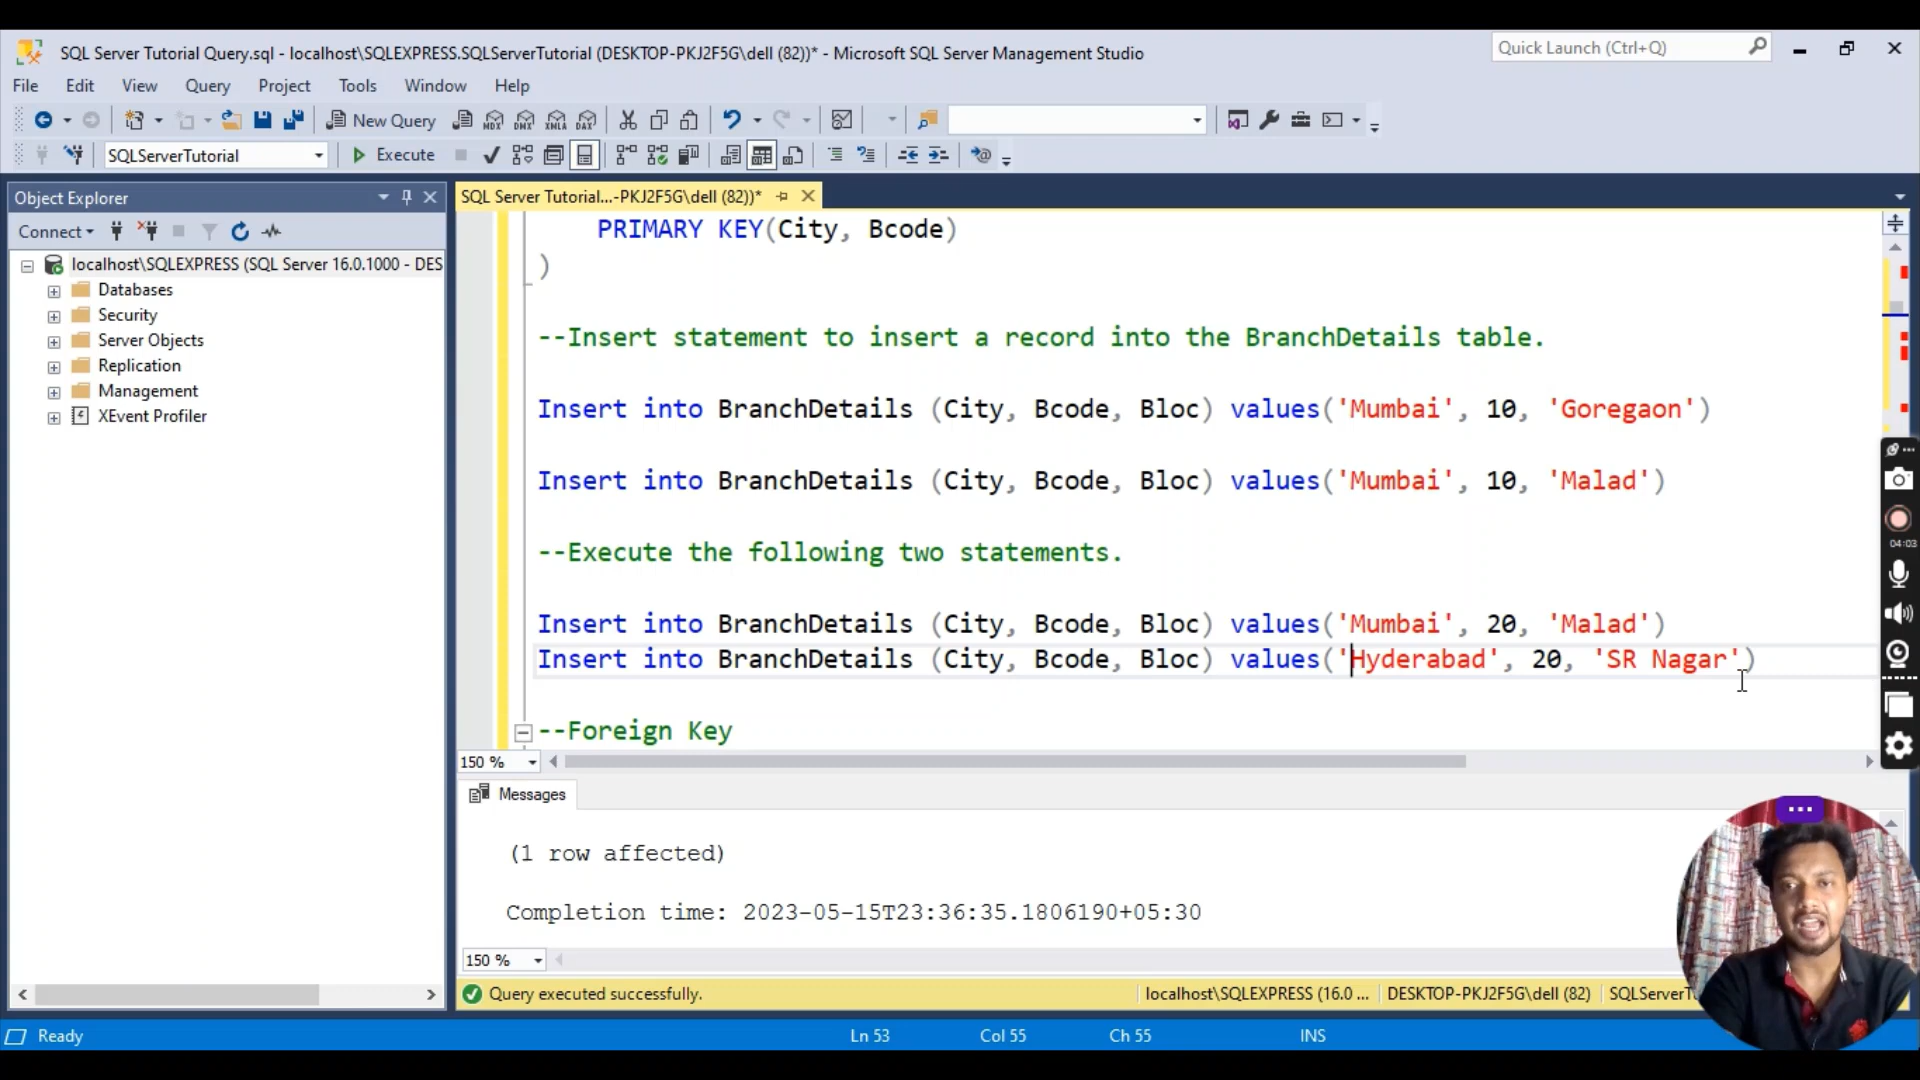 SQL Server Tutorial Query.sql - localhost\SQLEXPRESS.SQLServerTutorial (DESKTOP-PKJ2F5G\dell (82))* - Microsoft SQL Server Management Studio
Quick Launch (Ctrl+Q)
File Edit View Query Project Tools Window Help
New Query
MDX DMX XMLA DAX
SQLServerTutorial
Execute
Object Explorer
SQL Server Tutorial...-PKJ2F5G\dell (82))*
Connect
localhost\SQLEXPRESS (SQL Server 16.0.1000 - DES
Databases
Security
Server Objects
Replication
Management
XEvent Profiler
PRIMARY KEY(City, Bcode)
)
--Insert statement to insert a record into the BranchDetails table.
Insert into BranchDetails (City, Bcode, Bloc) values('Mumbai', 10, 'Goregaon')
Insert into BranchDetails (City, Bcode, Bloc) values('Mumbai', 10, 'Malad')
--Execute the following two statements.
Insert into BranchDetails (City, Bcode, Bloc) values('Mumbai', 20, 'Malad')
Insert into BranchDetails (City, Bcode, Bloc) values('Hyderabad', 20, 'SR Nagar')
--Foreign Key
04:03
150 %
Messages
(1 row affected)
Completion time: 2023-05-15T23:36:35.1806190+05:30
150 %
Query executed successfully.
localhost\SQLEXPRESS (16.0 ...
DESKTOP-PKJ2F5G\dell (82)
SQLServerT
Ready
Ln 53
Col 55
Ch 55
INS